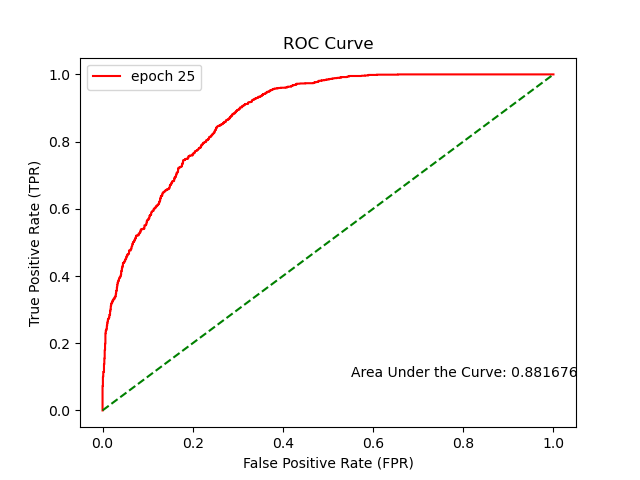 ROC Curve
epoch 25
True Positive Rate (TPR)
1.0
0.8
0.6
0.4
0.2
0.0
Area Under the Curve: 0.881676
0.0 0.2 0.4 0.6 0.8 1.0
False Positive Rate (FPR)